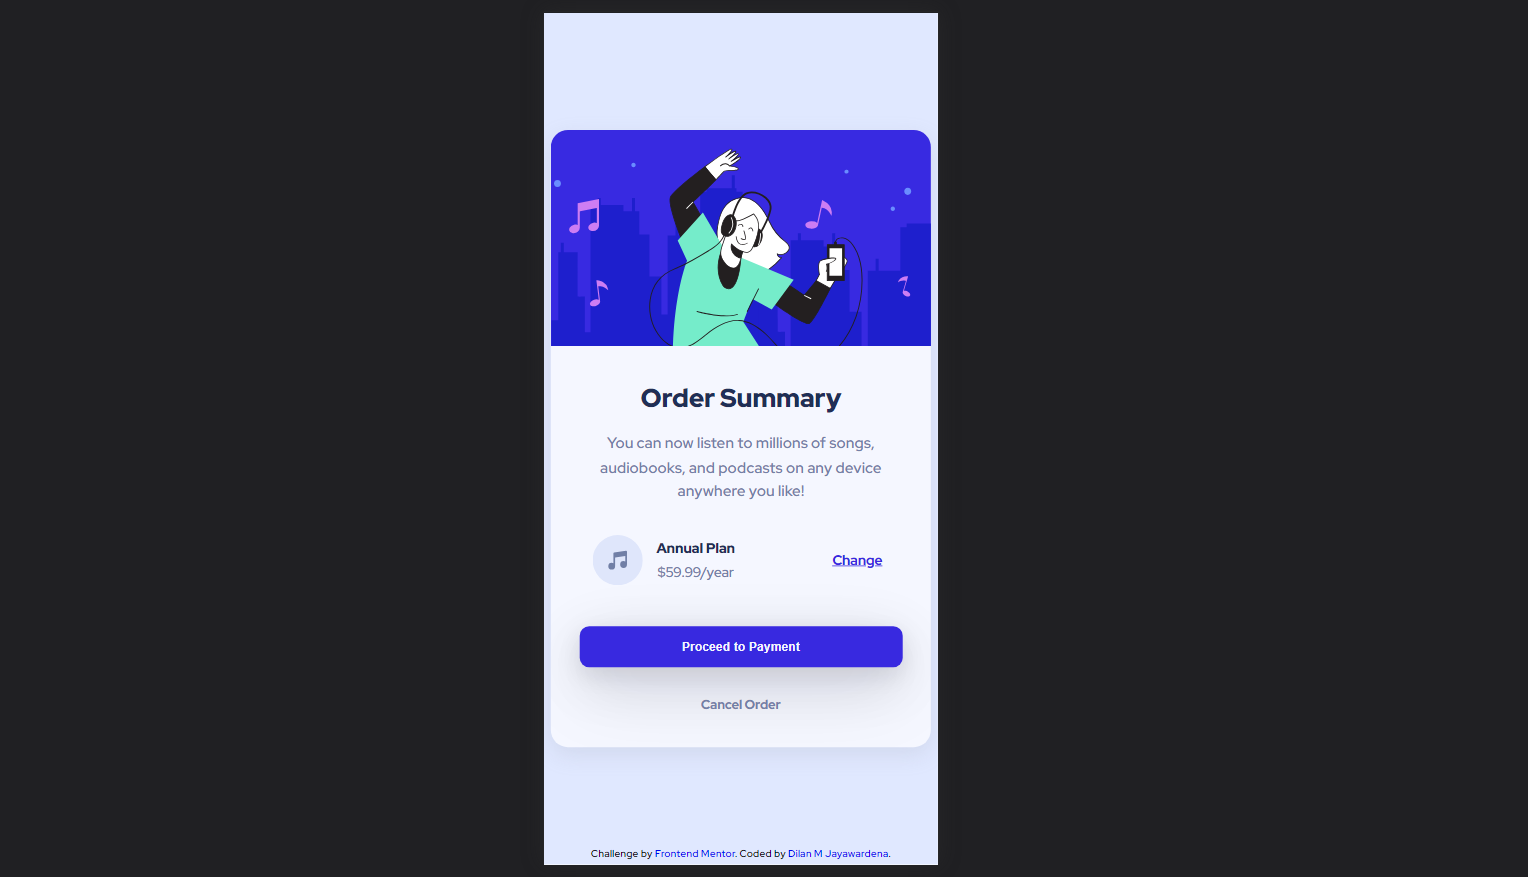 Order Summary
You can now listen to millions of songs,
audiobooks, and podcasts on any device
anywhere you like!
Annual Plan
$59.99/year
Change
Proceed to Payment
Cancel Order
Challenge by Frontend Mentor. Coded by Dilan M Jayawardena.